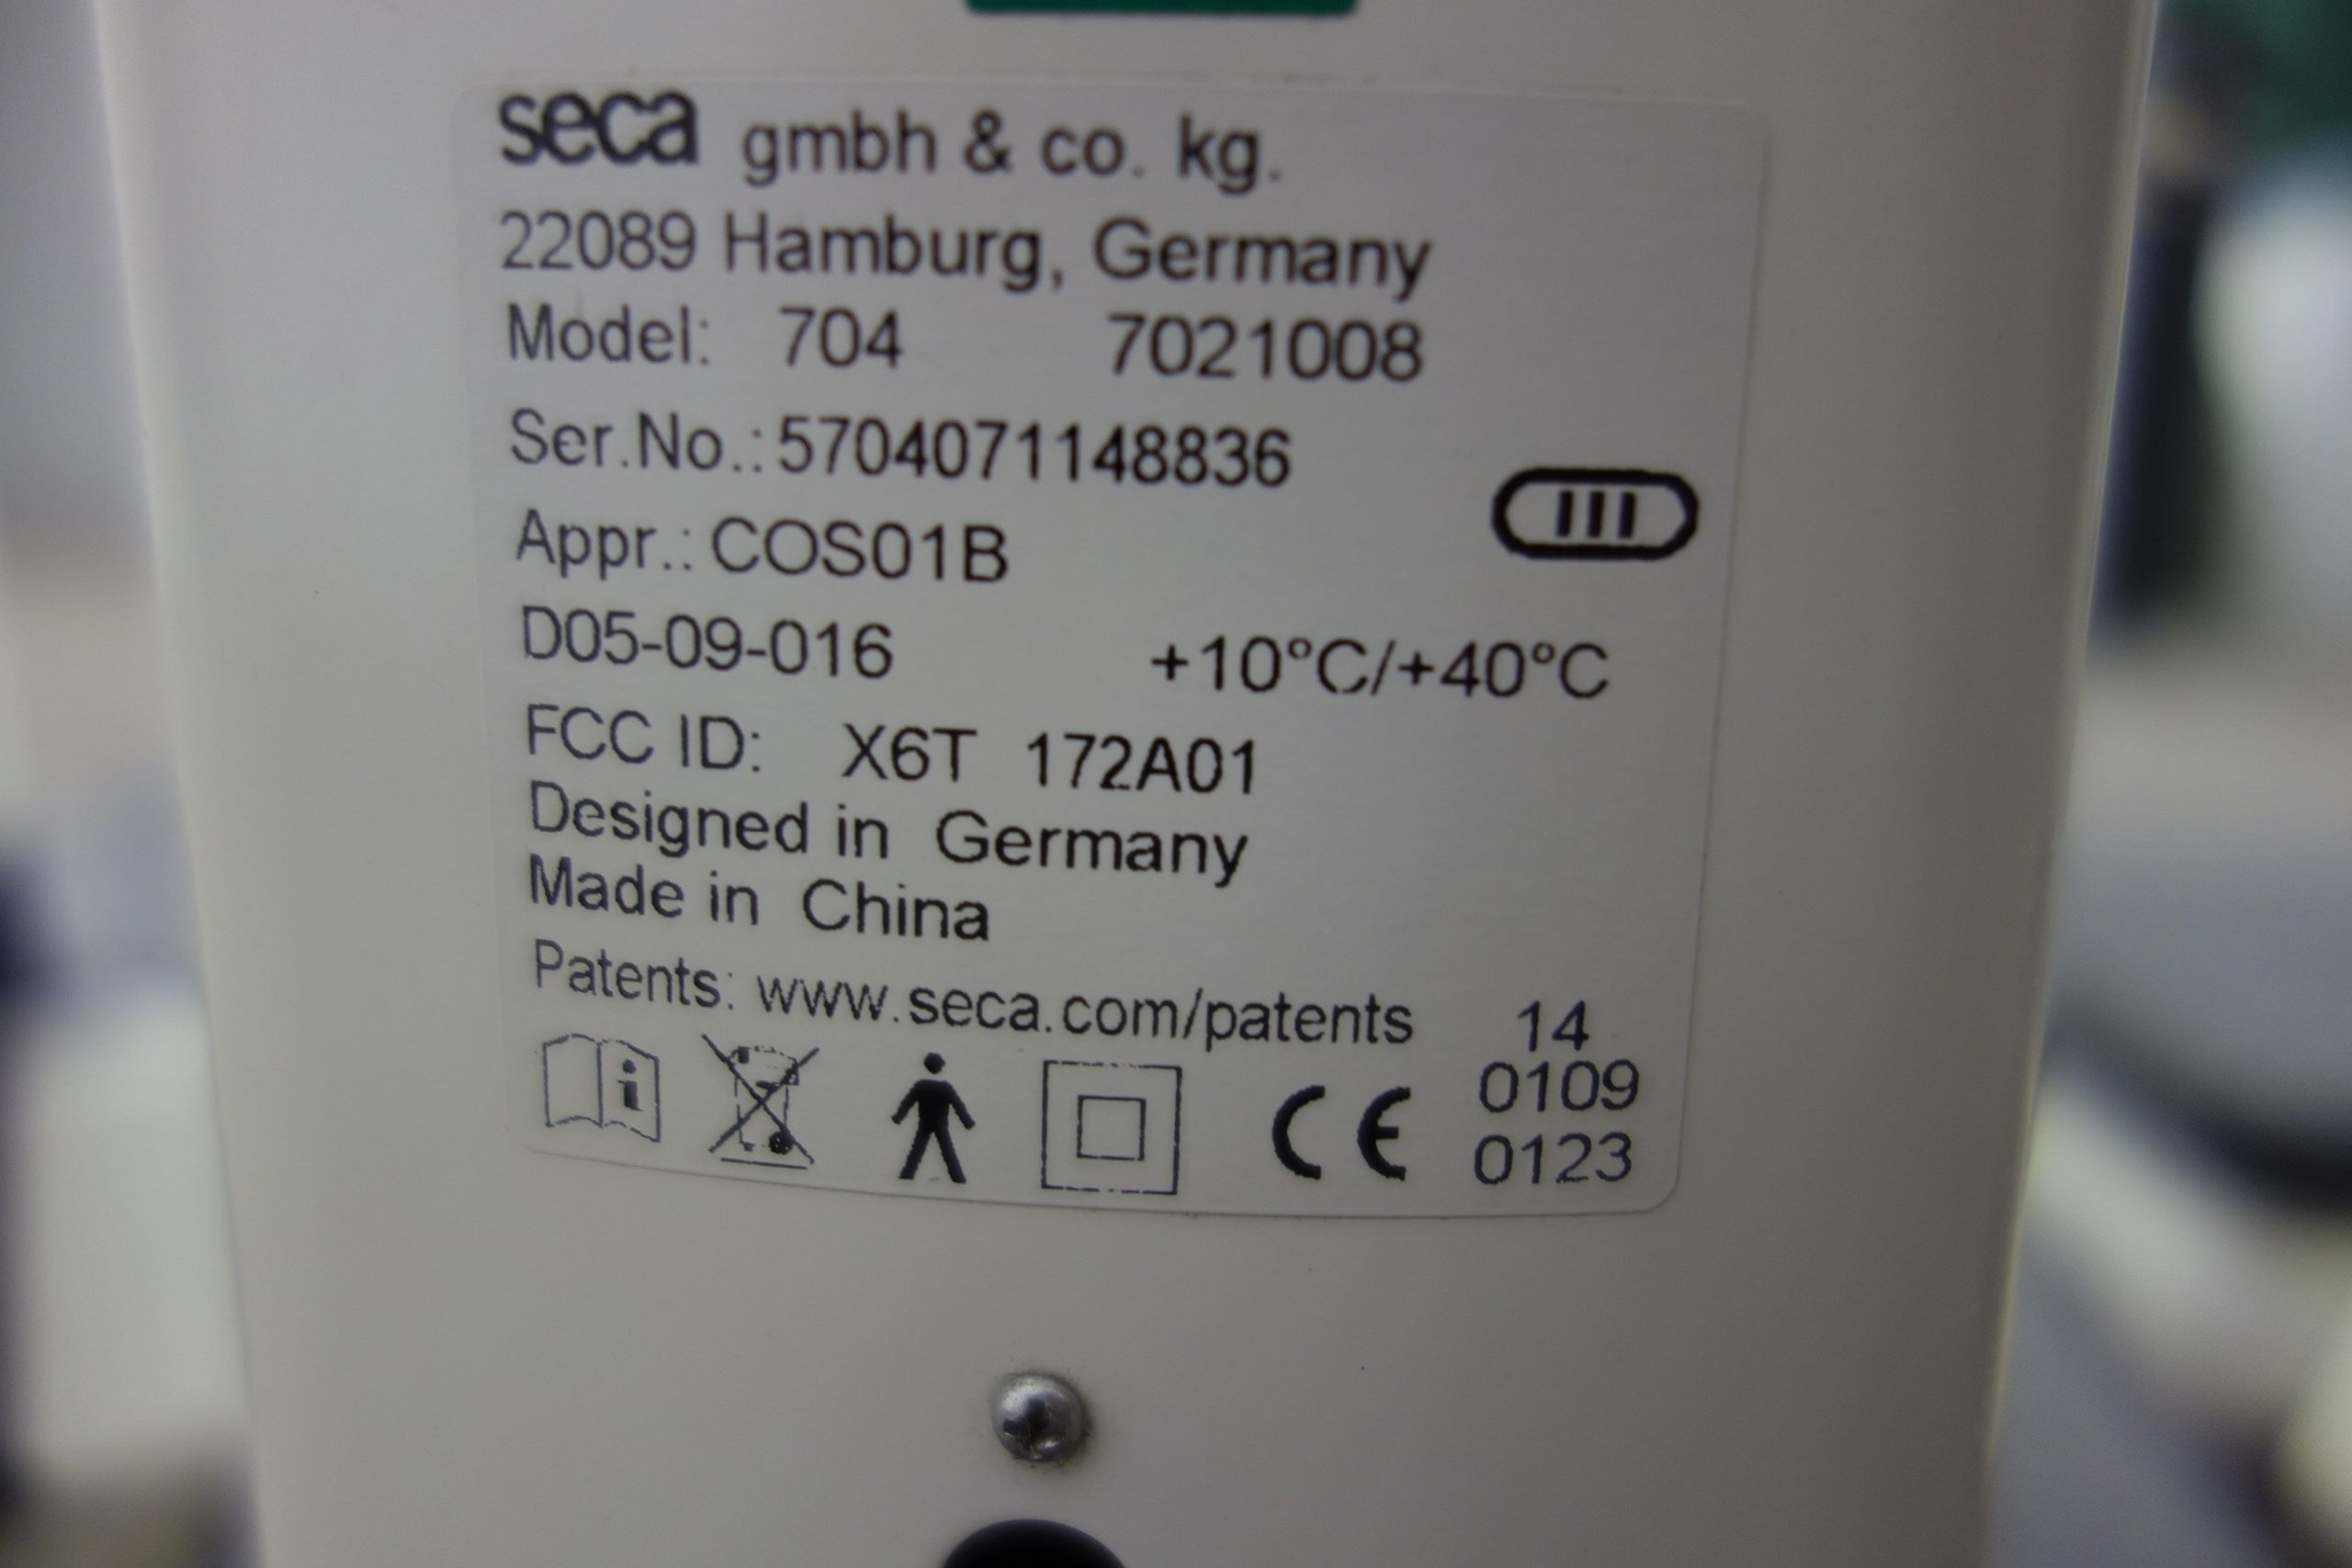 seca gmbh & co. kg.
22089 Hamburg, Germany
Model: 704 7021008
Ser.No.: 5704071148836
III
Appr.: COS01B
D05-09-016 +10°C/+40°C
FCC ID: X6T 172A01
Designed in Germany
Made in China
Patents: www.seca.com/patents 14
i CE 0109
0123